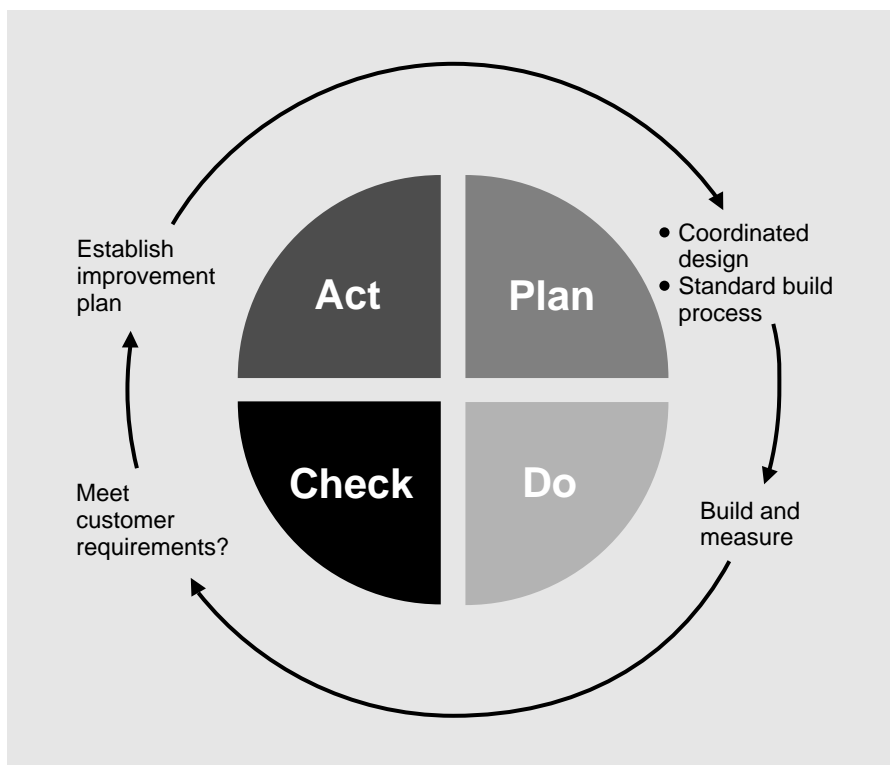 Establish
improvement
plan
Act
Plan
• Coordinated
design
• Standard build
process
Meet
customer
requirements?
Check
Do
Build and
measure